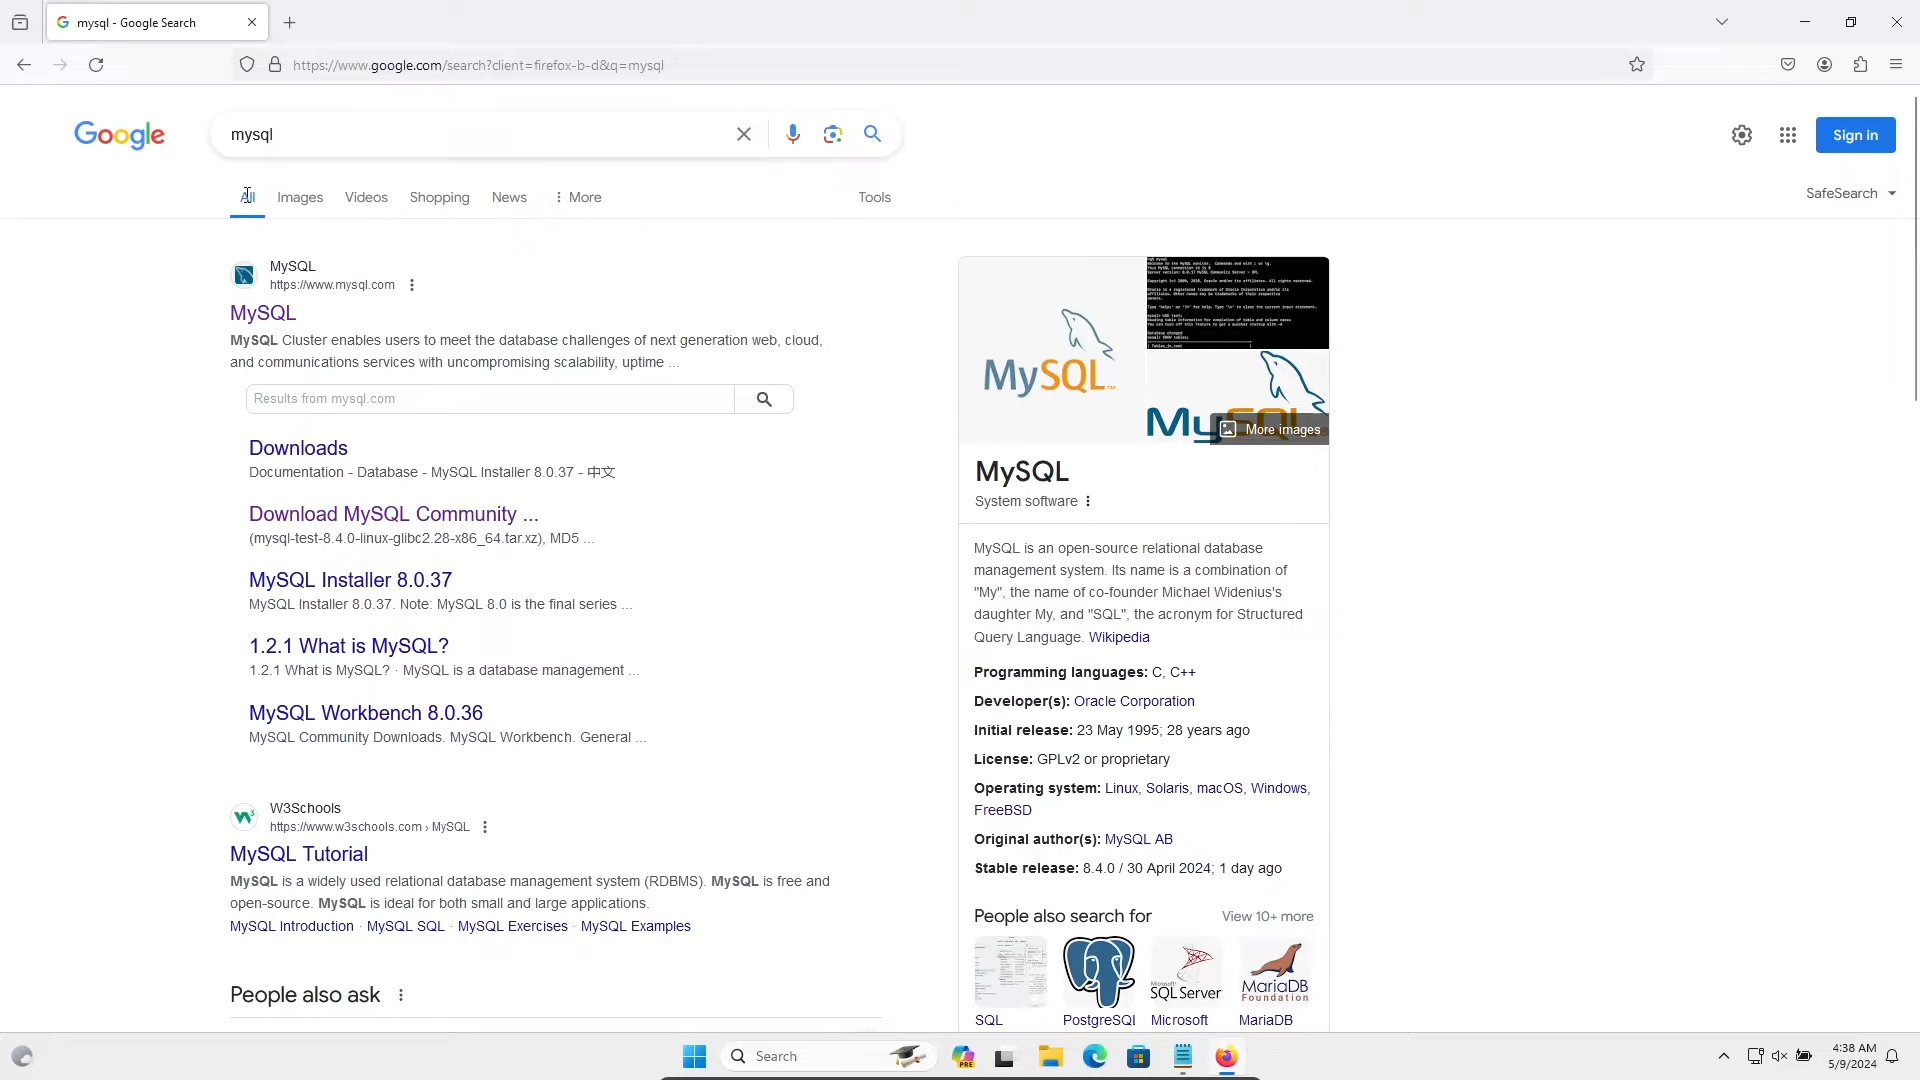 mysql - Google Search
https://www.google.com/search?client=firefox-b-d&q=mysql
Google
mysql
Sign in
All
Images
Videos
Shopping
News
More
Tools
SafeSearch
MySQL
https://www.mysql.com
MySQL
MySQL Cluster enables users to meet the database challenges of next generation web, cloud,
and communications services with uncompromising scalability, uptime ...
Results from mysql.com
Downloads
Documentation - Database - MySQL Installer 8.0.37 - 中文
Download MySQL Community ...
(mysql-test-8.4.0-linux-glibc2.28-x86_64.tar.xz), MD5 ...
MySQL Installer 8.0.37
MySQL Installer 8.0.37. Note: MySQL 8.0 is the final series ...
1.2.1 What is MySQL?
1.2.1 What is MySQL? · MySQL is a database management ...
MySQL Workbench 8.0.36
MySQL Community Downloads. MySQL Workbench. General ...
W3Schools
https://www.w3schools.com › MySQL
MySQL Tutorial
MySQL is a widely used relational database management system (RDBMS). MySQL is free and
open-source. MySQL is ideal for both small and large applications.
MySQL Introduction · MySQL SQL · MySQL Exercises · MySQL Examples
People also ask
MySQL™
MySQL
More images
MySQL
System software
MySQL is an open-source relational database
management system. Its name is a combination of
"My", the name of co-founder Michael Widenius's
daughter My, and "SQL", the acronym for Structured
Query Language. Wikipedia
Programming languages: C, C++
Developer(s): Oracle Corporation
Initial release: 23 May 1995; 28 years ago
License: GPLv2 or proprietary
Operating system: Linux, Solaris, macOS, Windows,
FreeBSD
Original author(s): MySQL AB
Stable release: 8.4.0 / 30 April 2024; 1 day ago
People also search for
View 10+ more
Microsoft
SQL Server
MariaDB
Foundation
SQL
PostgreSQl
Microsoft
MariaDB
Search
PRE
4:38 AM
5/9/2024